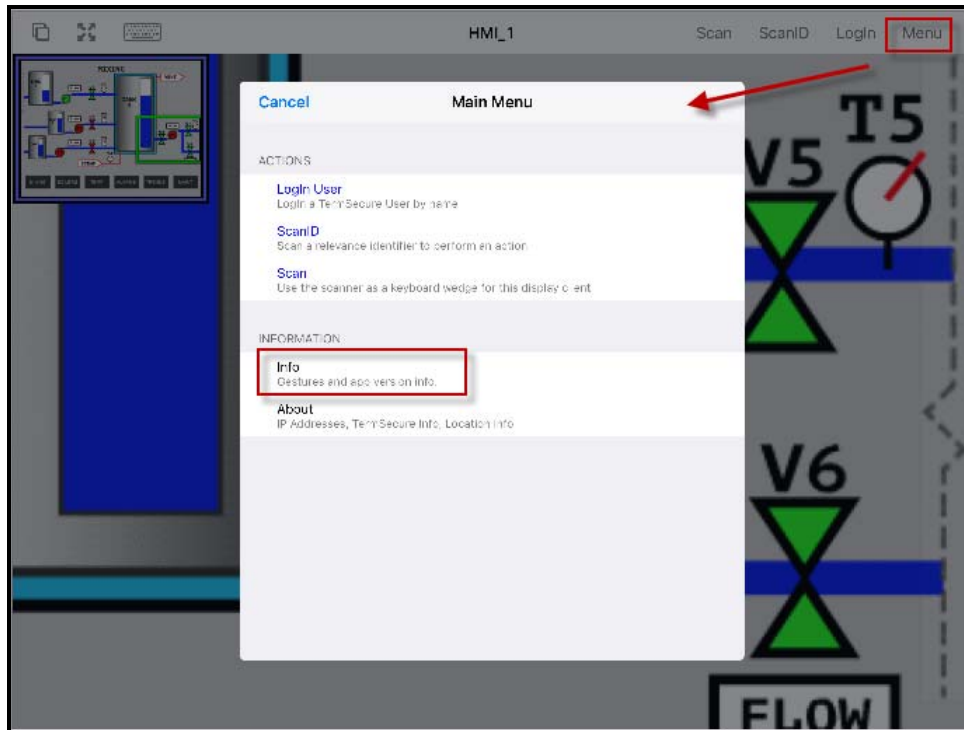 HMI_1
Scan ScanID LogIn Menu
MIXING
Cancel Main Menu
ACTIONS
LogIn User
Login a TermSecure User by name
ScanID
Scan a relevance identifier to perform an action
Scan
Use the scanner as a keyboard wedge for this display client
INFORMATION
Info
Gestures and app version info.
About
IP Addresses, TermSecure Info, Location Info
T5
V5
V6
FLOW